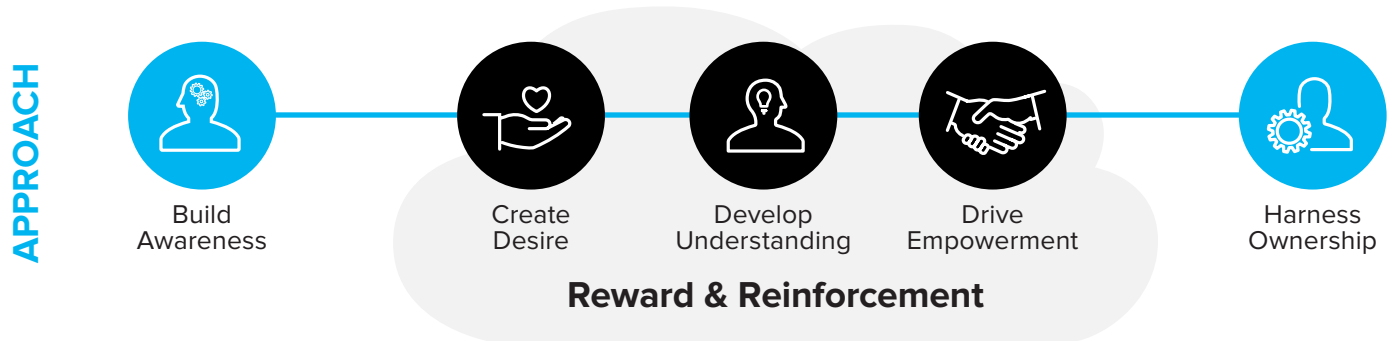 APPROACH
Build
Awareness
Create
Desire
Develop
Understanding
Drive
Empowerment
Harness
Ownership
Reward & Reinforcement